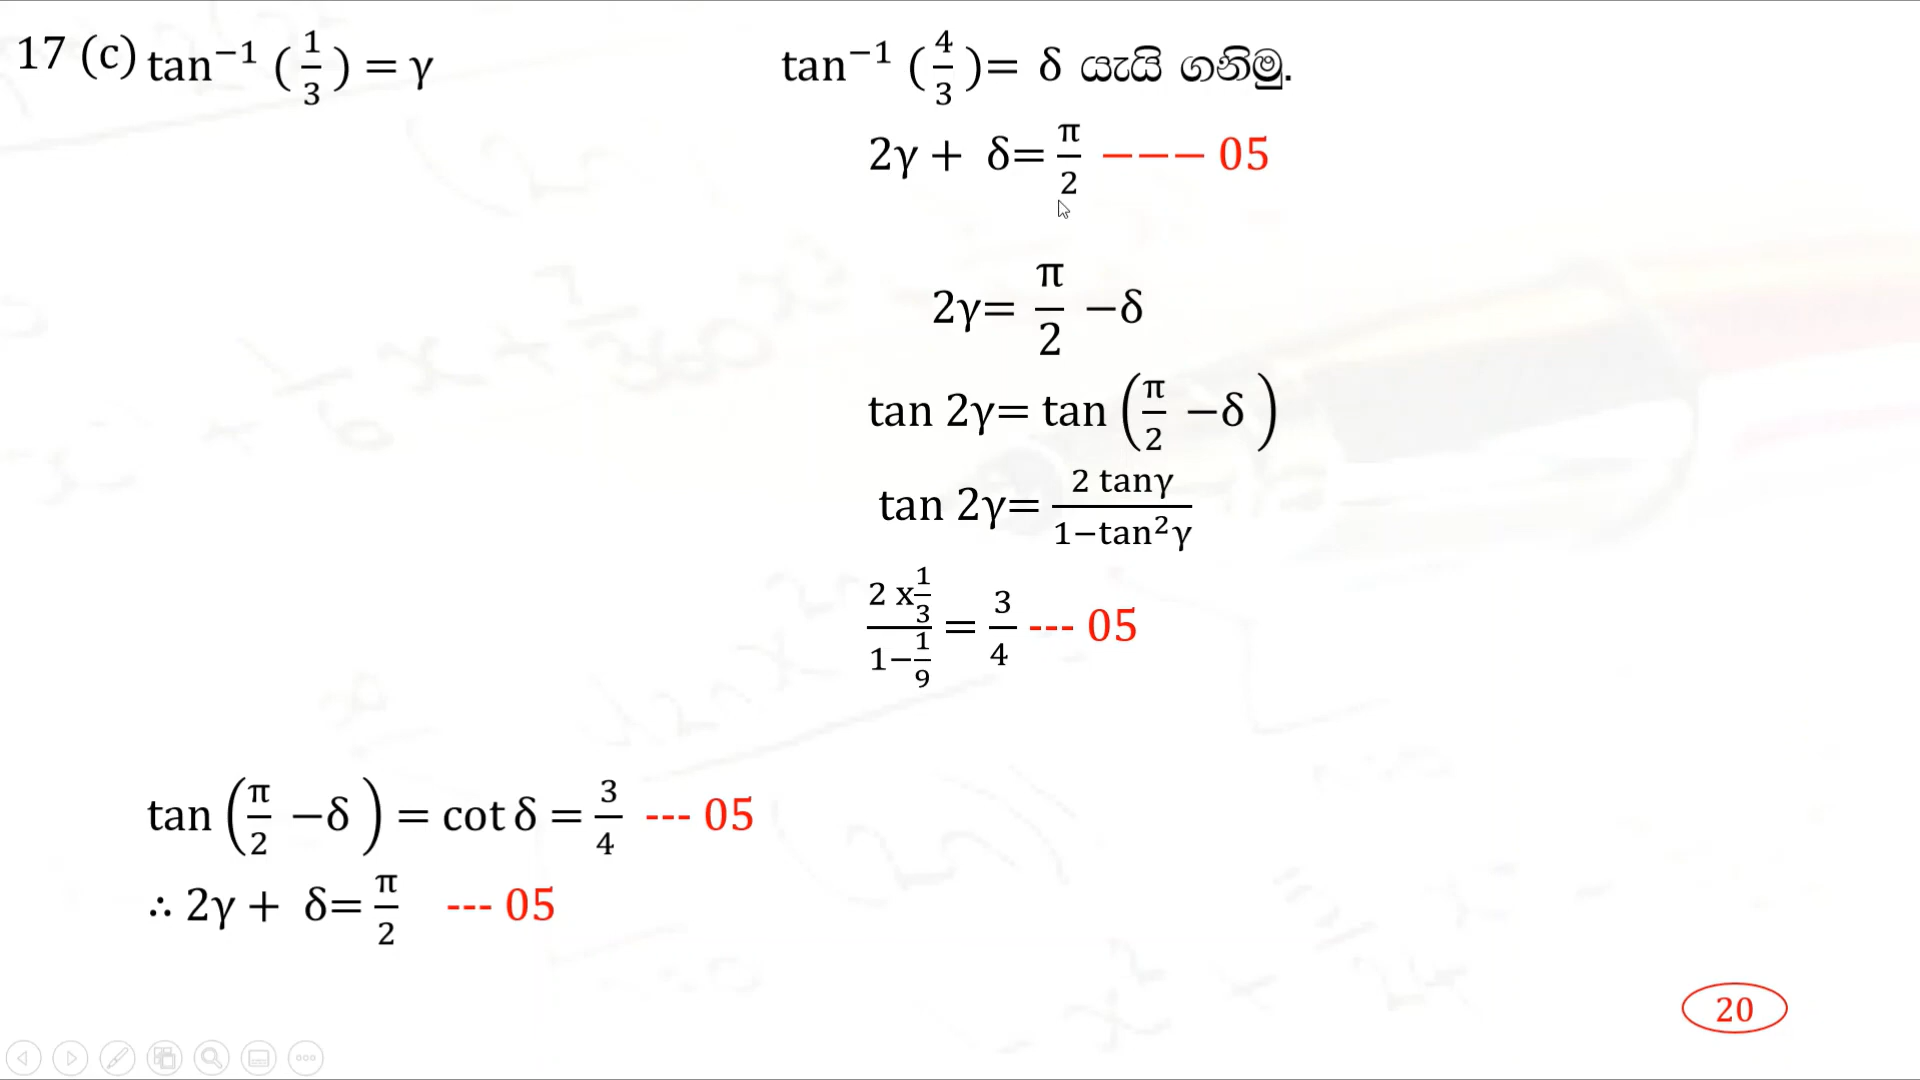 17 (c) tan⁻¹ (1/3) = γ   tan⁻¹ (4/3)= δ යැයි ගනිමු.
2γ + δ= π/2 −−− 05
2γ= π/2 −δ
tan 2γ= tan (π/2 −δ )
tan 2γ= 2 tanγ/1−tan²γ
2 x1/3/1−1/9 = 3/4 --- 05
tan (π/2 −δ ) = cot δ = 3/4 --- 05
∴ 2γ + δ= π/2 --- 05
20